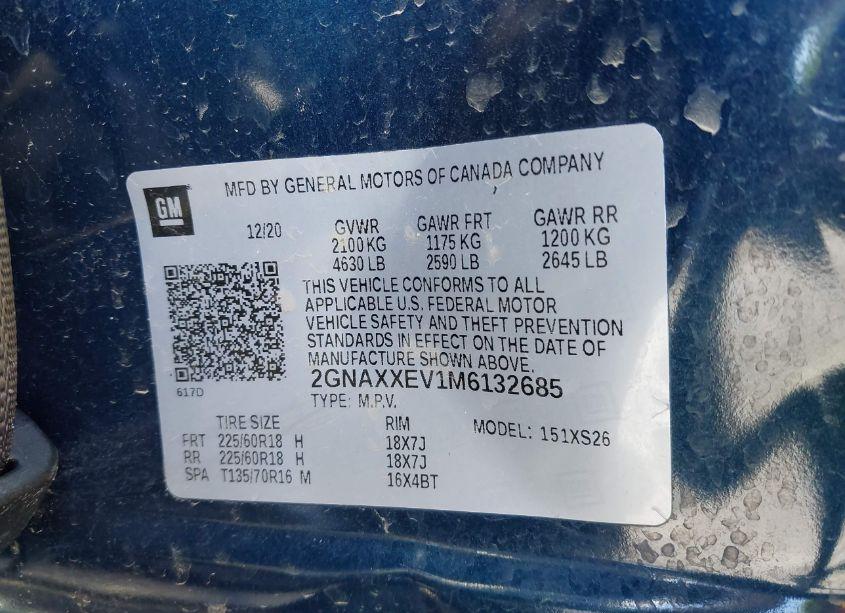 GM
MFD BY GENERAL MOTORS OF CANADA COMPANY
12/20 GVWR GAWR FRT GAWR RR
2100 KG 1175 KG 1200 KG
4630 LB 2590 LB 2645 LB
THIS VEHICLE CONFORMS TO ALL
APPLICABLE U.S. FEDERAL MOTOR
VEHICLE SAFETY AND THEFT PREVENTION
STANDARDS IN EFFECT ON THE DATE OF
MANUFACTURE SHOWN ABOVE.
617D
2GNAXXEV1M6132685
TYPE: M.P.V.
TIRE SIZE RIM MODEL: 151XS26
FRT 225/60R18 H 18X7J
RR 225/60R18 H 18X7J
SPA T135/70R16 M 16X4BT